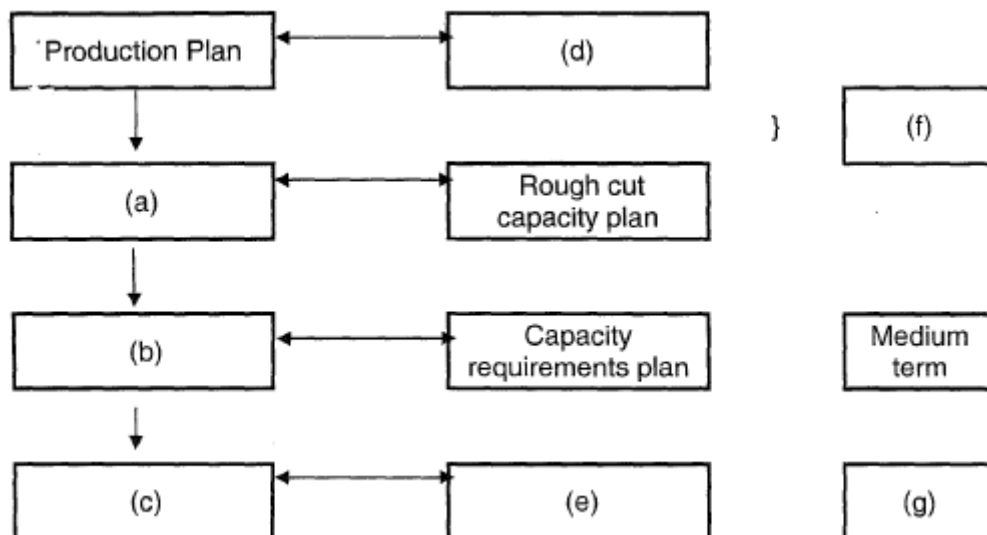 Production Plan
(d)
}
(f)
(a)
Rough cut
capacity plan
(b)
Capacity
requirements plan
Medium
term
(c)
(e)
(g)